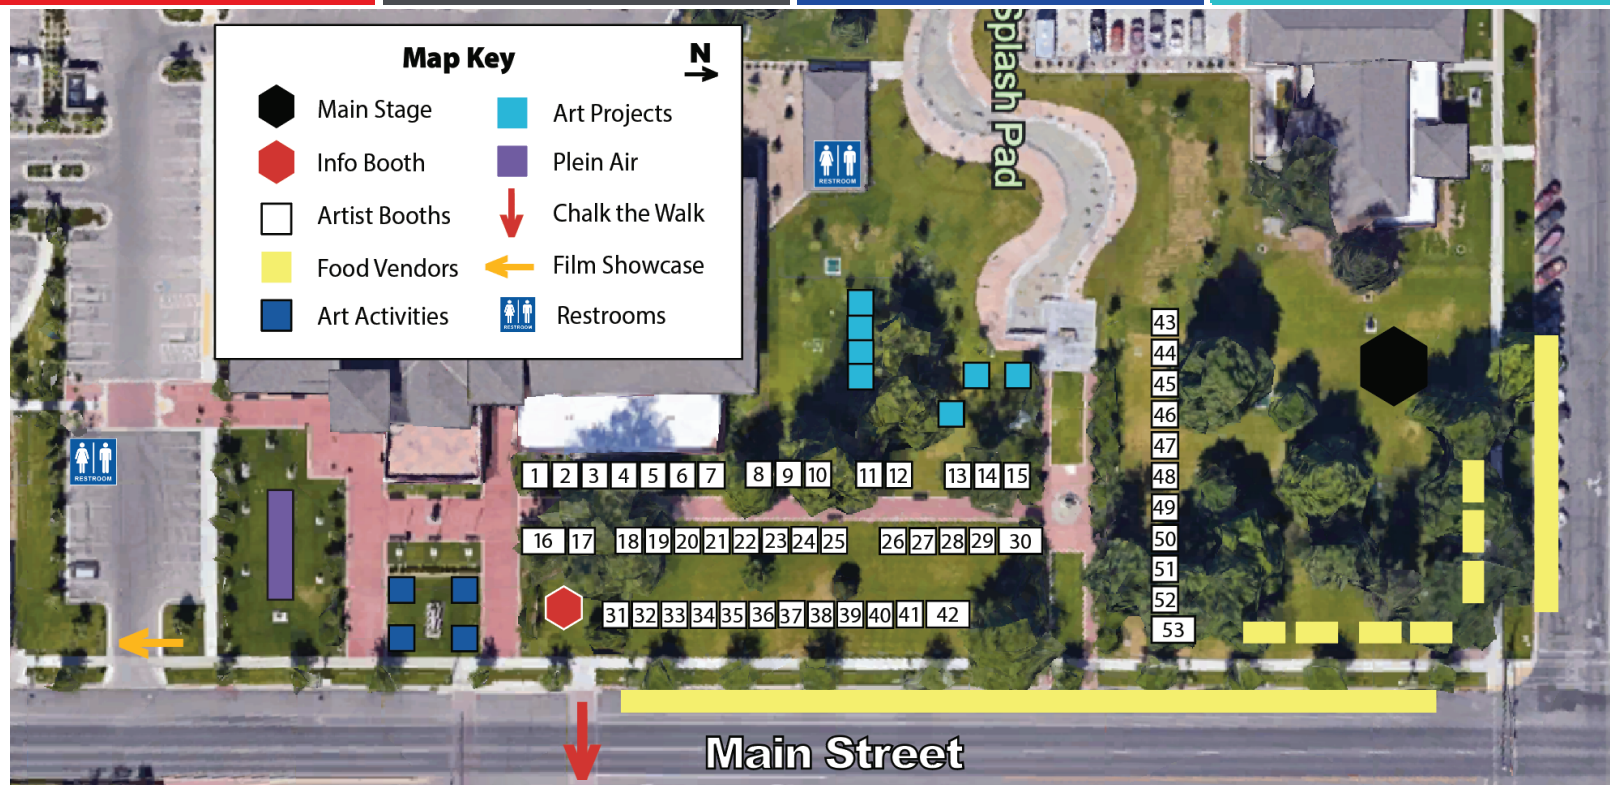 Map Key
N
Main Stage
Info Booth
Artist Booths
Food Vendors
Art Activities
Art Projects
Plein Air
Chalk the Walk
Film Showcase
RESTROOM
Restrooms
Splash Pad
RESTROOM
RESTROOM
1 2 3 4 5 6 7 8 9 10 11 12 13 14 15
16 17 18 19 20 21 22 23 24 25 26 27 28 29 30
31 32 33 34 35 36 37 38 39 40 41 42
43
44
45
46
47
48
49
50
51
52
53
Main Street